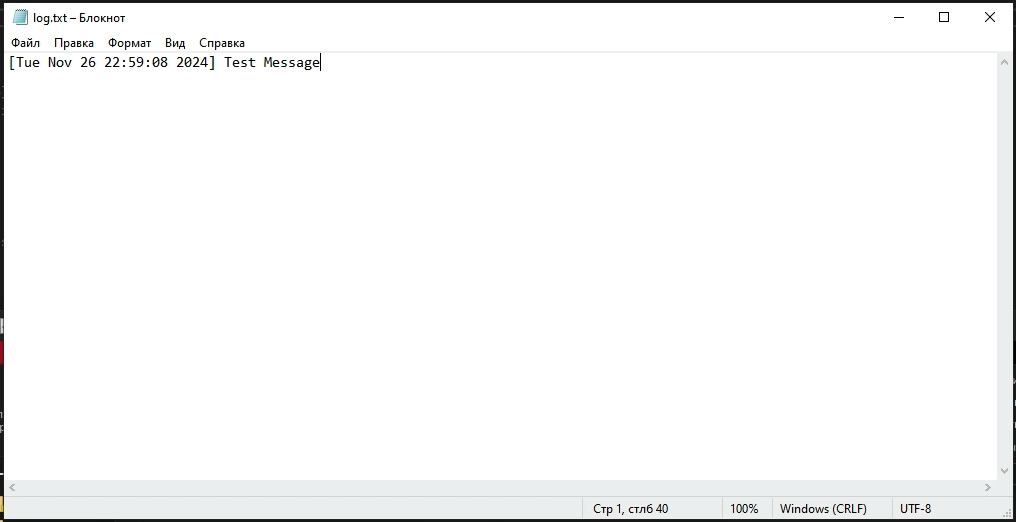 log.txt – Блокнот
Файл Правка Формат Вид Справка
[Tue Nov 26 22:59:08 2024] Test Message
Стр 1, стлб 40 100% Windows (CRLF) UTF-8